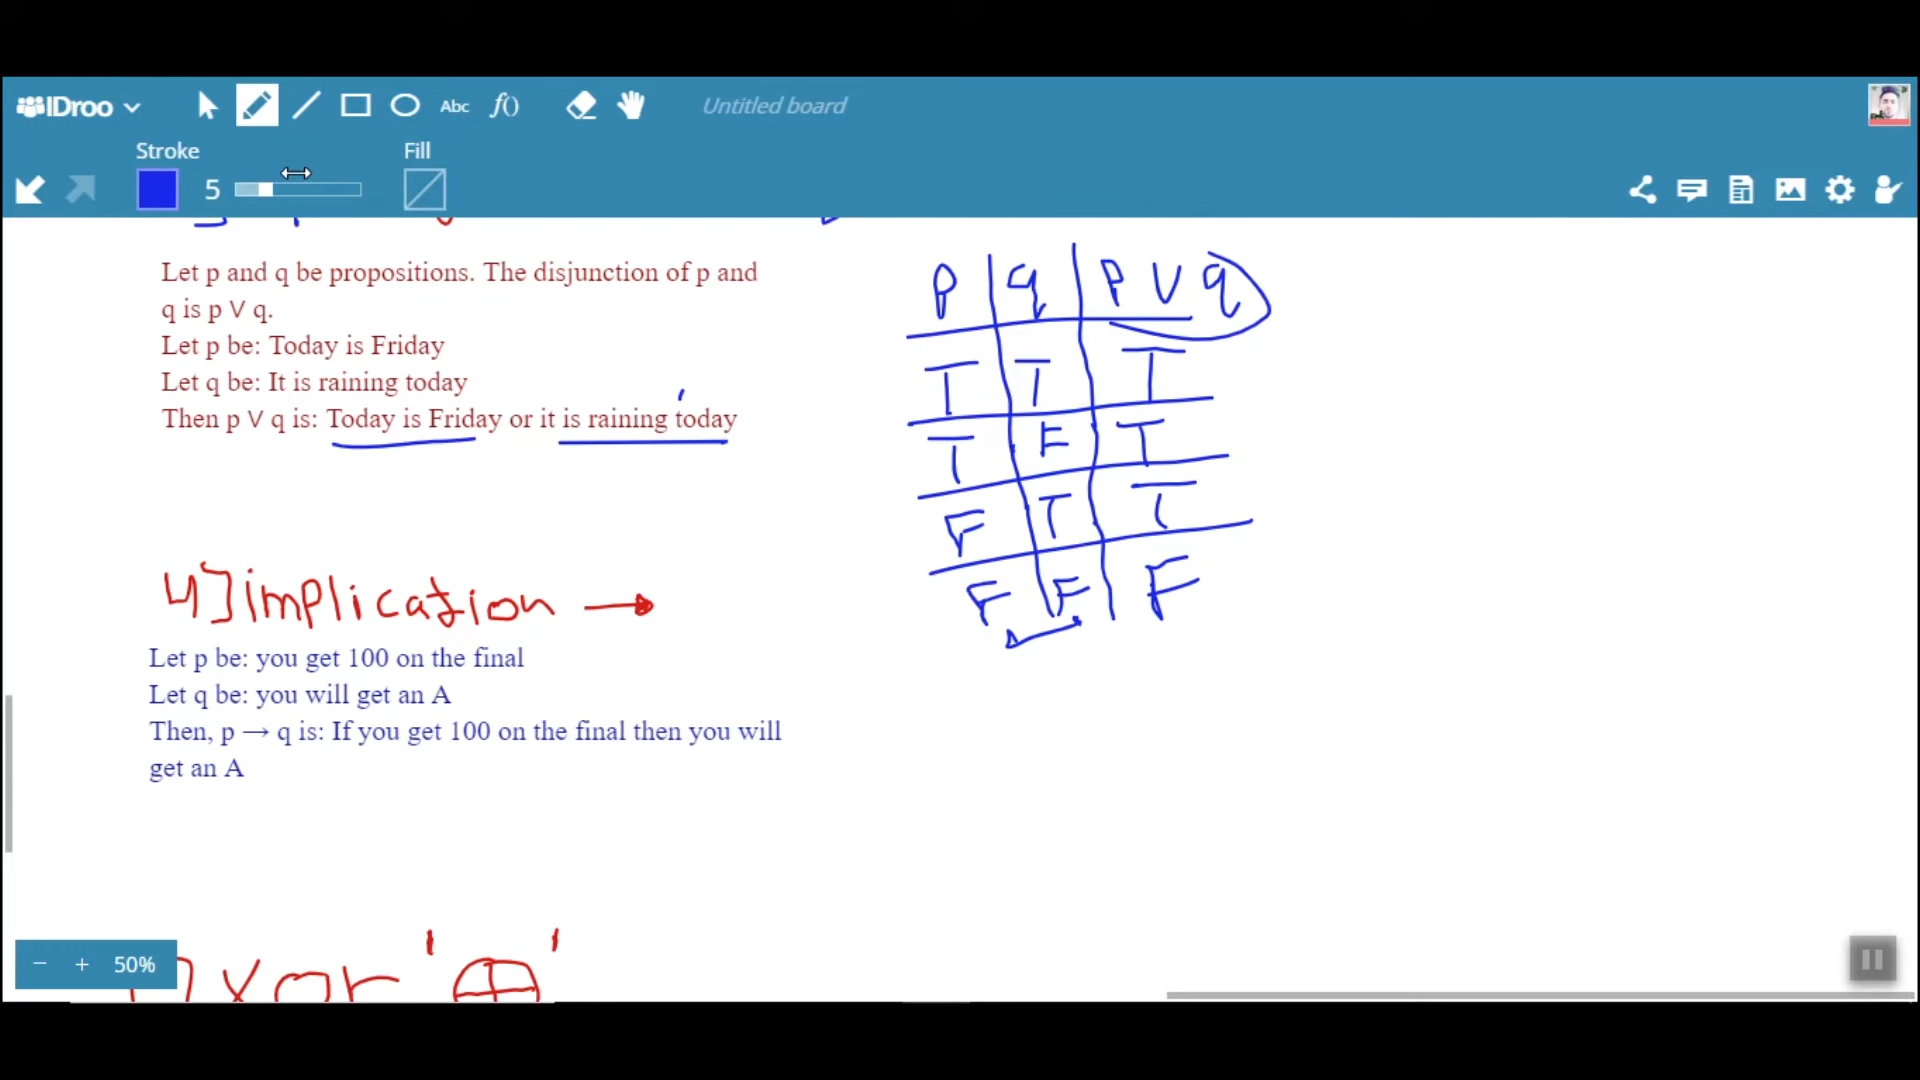 IDroo
Abc
f()
Untitled board
Stroke
Fill
5
Let p and q be propositions. The disjunction of p and
q is p V q.
Let p be: Today is Friday
Let q be: It is raining today
Then p V q is: Today is Friday or it is raining today
p q p V q
T T T
T F T
F T T
F F F
4] implication →
Let p be: you get 100 on the final
Let q be: you will get an A
Then, p → q is: If you get 100 on the final then you will
get an A
xor ' ⊕ '
− + 50%